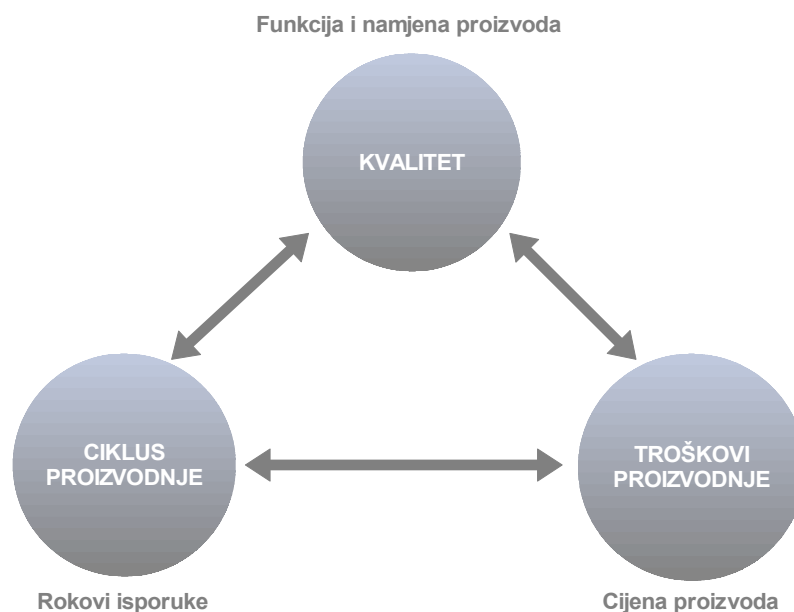 Funkcija i namjena proizvoda
KVALITET
CIKLUS
PROIZVODNJE
TROŠKOVI
PROIZVODNJE
Rokovi isporuke
Cijena proizvoda